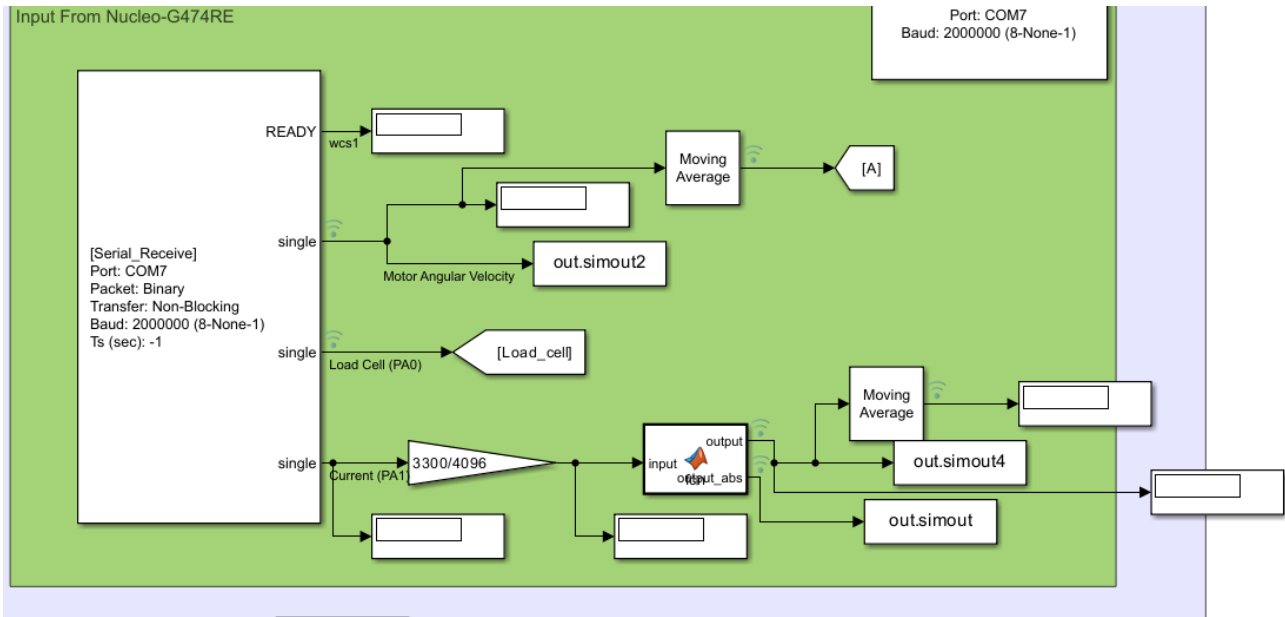 Input From Nucleo-G474RE
Port: COM7
Baud: 2000000 (8-None-1)
READY
wcs1
Moving
Average
[A]
single
[Serial_Receive]
Port: COM7
Packet: Binary
Transfer: Non-Blocking
Baud: 2000000 (8-None-1)
Ts (sec): -1
Motor Angular Velocity
out.simout2
single
Load Cell (PA0)
[Load_cell]
Moving
Average
single
Current (PA1)
3300/4096
input
output
output_abs
fcn
out.simout4
out.simout